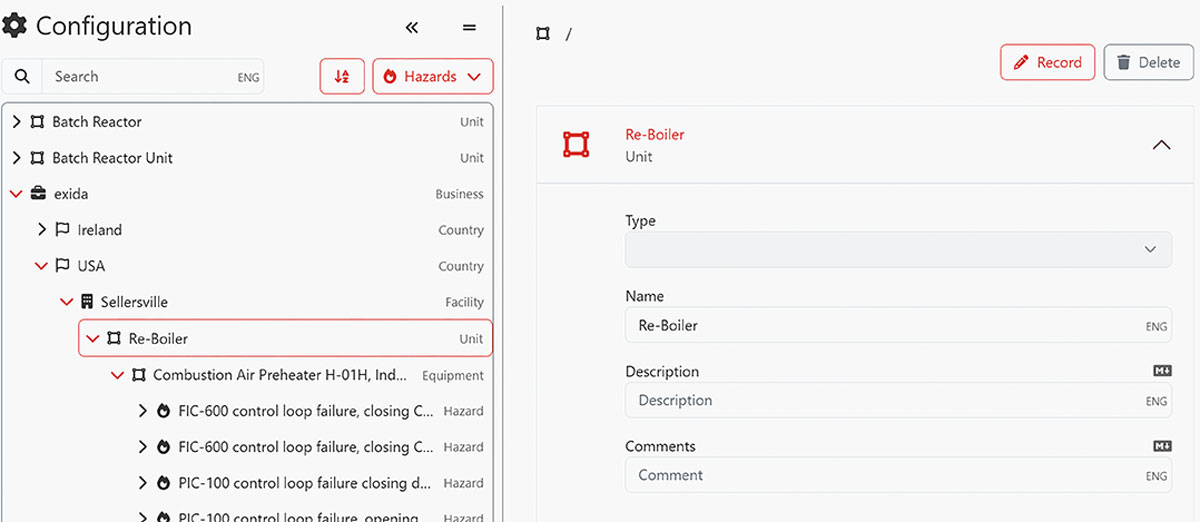 Configuration
Search ENG
Hazards
Batch Reactor Unit
Batch Reactor Unit Unit
exida Business
Ireland Country
USA Country
Sellersville Facility
Re-Boiler Unit
Combustion Air Preheater H-01H, Ind... Equipment
FIC-600 control loop failure, closing C... Hazard
FIC-600 control loop failure, closing C... Hazard
PIC-100 control loop failure closing d... Hazard
PIC-100 control loop failure, opening Hazard
/
Record
Delete
Re-Boiler
Unit
Type
Name
Re-Boiler ENG
Description
Description ENG
Comments
Comment ENG